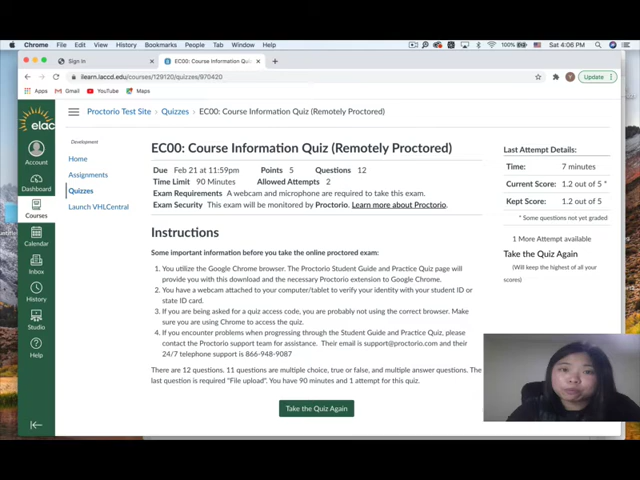 Chrome File Edit View History Bookmarks People Tab Window Help 100% Sat 4:06 PM
Sign In
EC00: Course Information Qui
ilearn.laccd.edu/courses/129120/quizzes/970420
Update
Apps Gmail YouTube Maps
elac
Account
Dashboard
Courses
Calendar
Inbox
History
Studio
Help
Proctorio Test Site > Quizzes > EC00: Course Information Quiz (Remotely Proctored)
Development
Home
Assignments
Quizzes
Launch VHLCentral
EC00: Course Information Quiz (Remotely Proctored)
Due Feb 21 at 11:59pm Points 5 Questions 12
Time Limit 90 Minutes Allowed Attempts 2
Exam Requirements A webcam and microphone are required to take this exam.
Exam Security This exam will be monitored by Proctorio. Learn more about Proctorio.
Instructions
Some important information before you take the online proctored exam:
1. You utilize the Google Chrome browser. The Proctorio Student Guide and Practice Quiz page will
provide you with this download and the necessary Proctorio extension to Google Chrome.
2. You have a webcam attached to your computer/tablet to verify your identity with your student ID or
state ID card.
3. If you are being asked for a quiz access code, you are probably not using the correct browser. Make
sure you are using Chrome to access the quiz.
4. If you encounter problems when progressing through the Student Guide and Practice Quiz, please
contact the Proctorio support team for assistance. Their email is support@proctorio.com and their
24/7 telephone support is 866-948-9087
There are 12 questions. 11 questions are multiple choice, true or false, and multiple answer questions. The
last question is required "File upload". You have 90 minutes and 1 attempt for this quiz.
Take the Quiz Again
Last Attempt Details:
Time: 7 minutes
Current Score: 1.2 out of 5 *
Kept Score: 1.2 out of 5
* Some questions not yet graded
1 More Attempt available
Take the Quiz Again
(Will keep the highest of all your
scores)